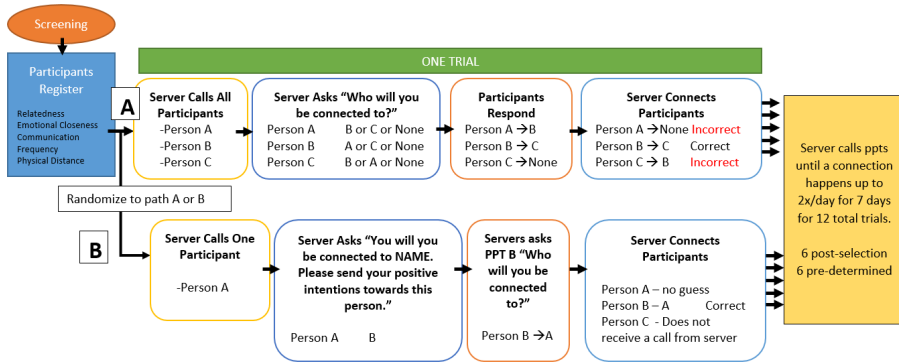 Screening
Participants
Register
Relatedness
Emotional Closeness
Communication
Frequency
Physical Distance
ONE TRIAL
A
Server Calls All
Participants
-Person A
-Person B
-Person C
Server Asks “Who will you
be connected to?”
Person A B or C or None
Person B A or C or None
Person C B or A or None
Participants
Respond
Person A →B
Person B → C
Person C →None
Server Connects
Participants
Person A →None Incorrect
Person B → C Correct
Person C → B Incorrect
Randomize to path A or B
B
Server Calls One
Participant
-Person A
Server Asks “You will you
be connected to NAME.
Please send your positive
intentions towards this
person.”
Person A B
Servers asks
PPT B “Who
will you be
connected
to?”
Person B →A
Server Connects
Participants
Person A – no guess
Person B – A Correct
Person C - Does not
receive a call from server
Server calls ppts
until a connection
happens up to
2x/day for 7 days
for 12 total trials.
6 post-selection
6 pre-determined